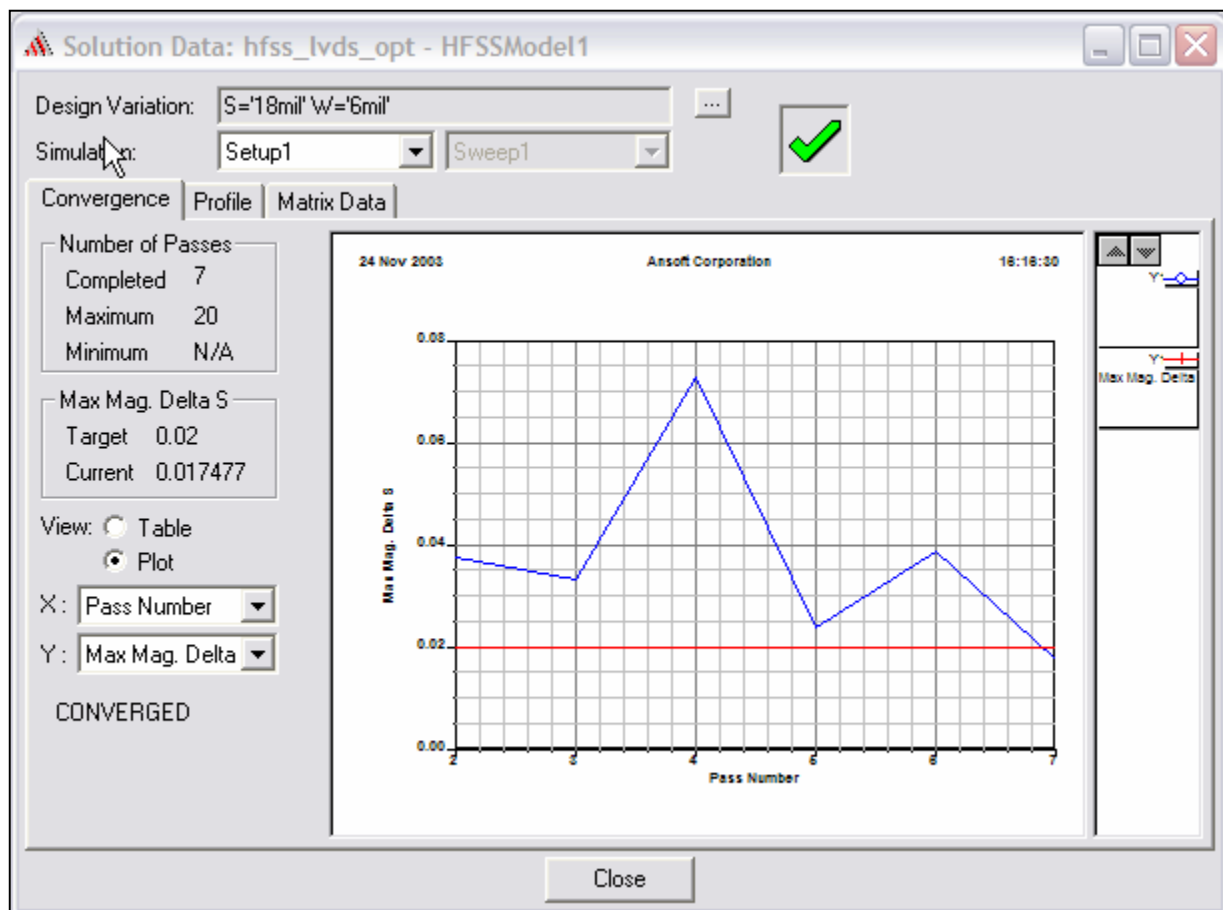 Solution Data: hfss_lvds_opt - HFSSModel1
Design Variation: S='18mil' W='6mil' ...
Simulation: Setup1 Sweep1
Convergence Profile Matrix Data
Number of Passes
Completed 7
Maximum 20
Minimum N/A
Max Mag. Delta S
Target 0.02
Current 0.017477
View: Table
Plot
X: Pass Number
Y: Max Mag. Delta
CONVERGED
24 Nov 2003 Ansoft Corporation 16:16:30
0.08
0.06
0.04
0.02
0.00
Max Mag. Delta S
2 3 4 5 6 7
Pass Number
Y:
Y:
Max Mag. Delta
Close